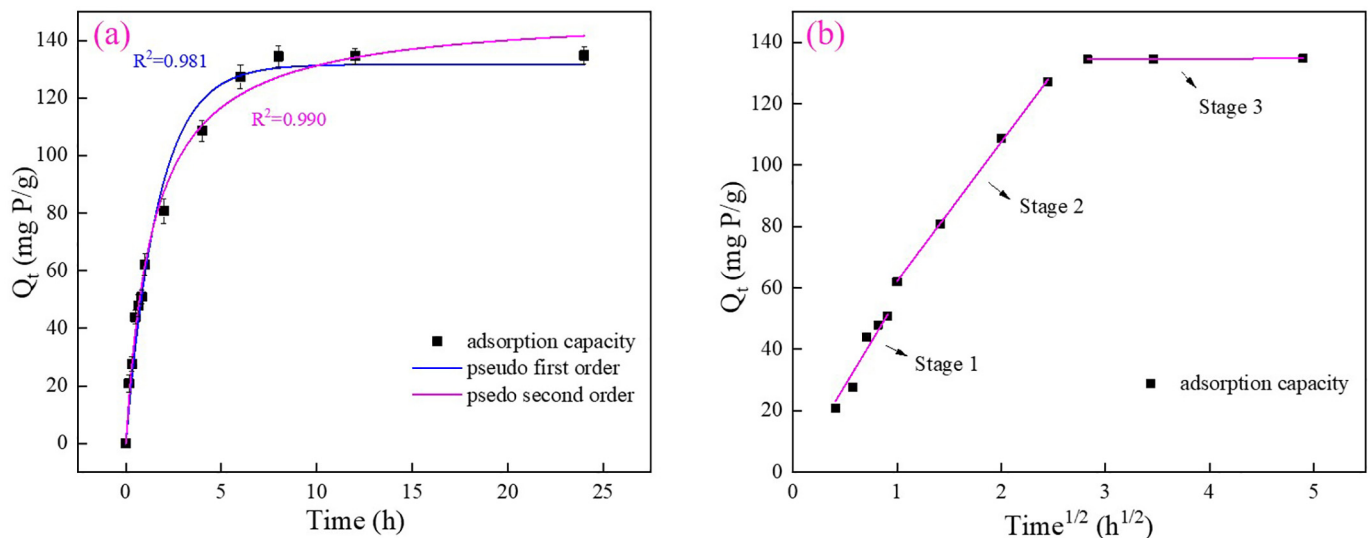 (a)
R²=0.981
R²=0.990
adsorption capacity
pseudo first order
psedo second order
Qt (mg P/g)
140
120
100
80
60
40
20
0
0 5 10 15 20 25
Time (h)
(b)
Stage 3
Stage 2
Stage 1
adsorption capacity
Qt (mg P/g)
140
120
100
80
60
40
20
0
0 1 2 3 4 5
Time1/2 (h1/2)